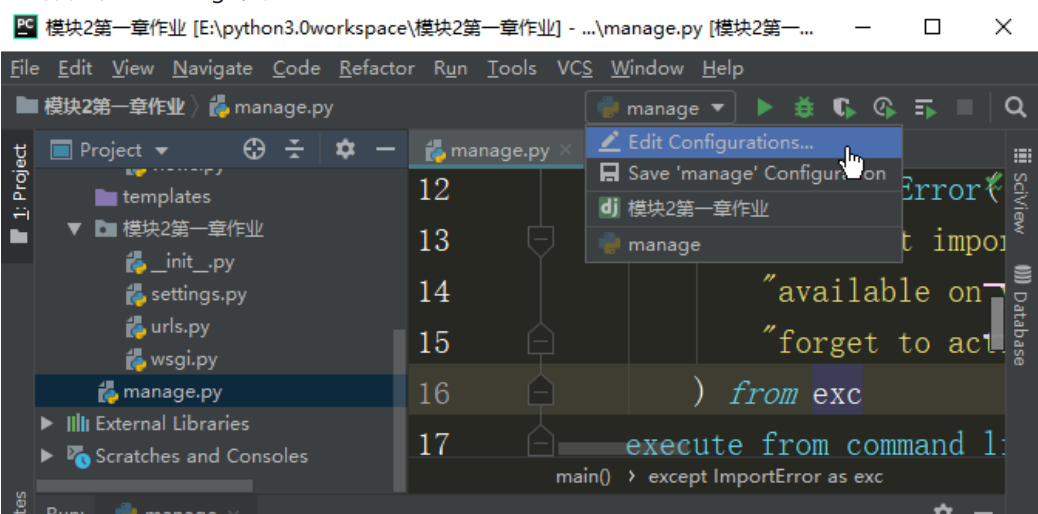 模块2第一章作业 [E:\python3.0workspace\模块2第一章作业] - ...\manage.py [模块2第一...
File Edit View Navigate Code Refactor Run Tools VCS Window Help
模块2第一章作业 manage.py manage
1: Project
Project
manage.py
Edit Configurations...
Save 'manage' Configuration
模块2第一章作业
manage
templates
模块2第一章作业
__init__.py
settings.py
urls.py
wsgi.py
manage.py
External Libraries
Scratches and Consoles
12 Error
13 t impor
14 "available on
15 "forget to act
16 ) from exc
17 execute from command li
main() › except ImportError as exc
SciView
Database
Run: manage